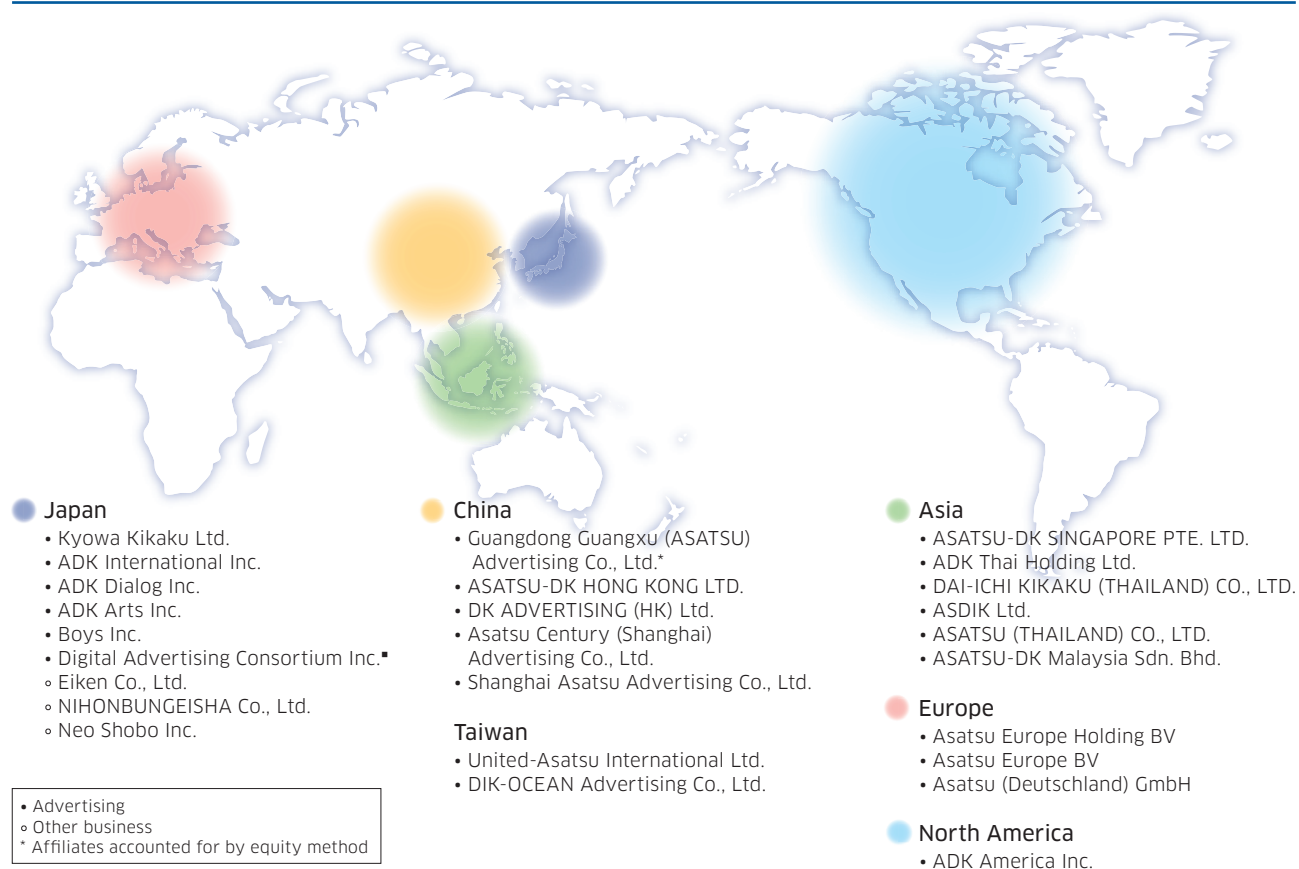 Japan
• Kyowa Kikaku Ltd.
• ADK International Inc.
• ADK Dialog Inc.
• ADK Arts Inc.
• Boys Inc.
• Digital Advertising Consortium Inc.▪
◦ Eiken Co., Ltd.
◦ NIHONBUNGEISHA Co., Ltd.
◦ Neo Shobo Inc.
• Advertising
◦ Other business
* Affiliates accounted for by equity method
China
• Guangdong Guangxu (ASATSU)
Advertising Co., Ltd.*
• ASATSU-DK HONG KONG LTD.
• DK ADVERTISING (HK) Ltd.
• Asatsu Century (Shanghai)
Advertising Co., Ltd.
• Shanghai Asatsu Advertising Co., Ltd.
Taiwan
• United-Asatsu International Ltd.
• DIK-OCEAN Advertising Co., Ltd.
Asia
• ASATSU-DK SINGAPORE PTE. LTD.
• ADK Thai Holding Ltd.
• DAI-ICHI KIKAKU (THAILAND) CO., LTD.
• ASDIK Ltd.
• ASATSU (THAILAND) CO., LTD.
• ASATSU-DK Malaysia Sdn. Bhd.
Europe
• Asatsu Europe Holding BV
• Asatsu Europe BV
• Asatsu (Deutschland) GmbH
North America
• ADK America Inc.